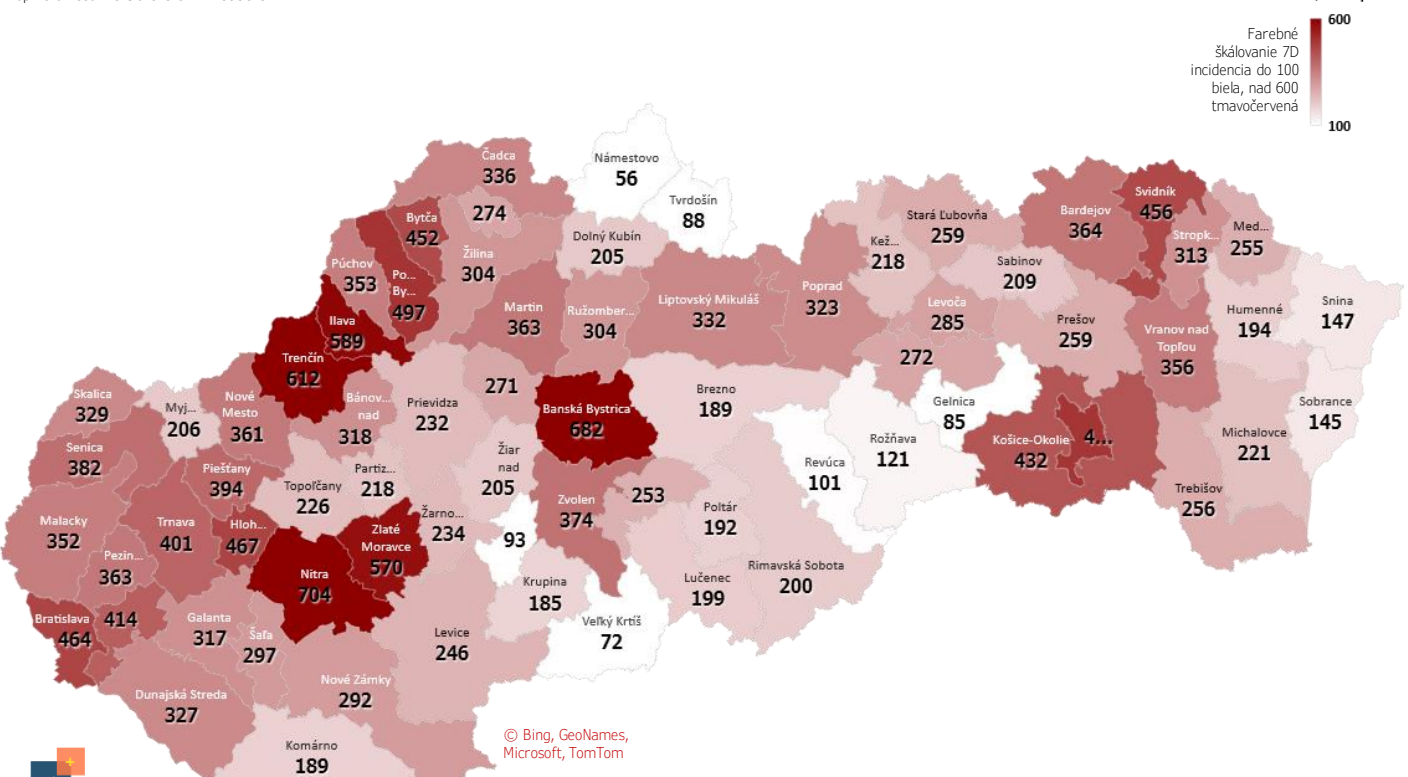 600
Farebné
škálovanie 7D
incidencia do 100
biela, nad 600
tmavočervená
100
Čadca
336
Námestovo
56
Tvrdošín
88
Bytča
452
274
Dolný Kubín
205
Žilina
304
Púchov
353
Po...
By...
497
Ilava
589
Trenčín
612
Martin
363
Ružomber...
304
Liptovský Mikuláš
332
Poprad
323
Kež...
218
Stará Ľubovňa
259
Sabinov
209
Bardejov
364
Svidník
456
Stropk...
313
Med...
255
Levoča
285
272
Prešov
259
Vranov nad
Topľou
356
Humenné
194
Snina
147
Skalica
329
Myj...
206
Nové
Mesto
361
Bánov...
nad
318
Prievidza
232
271
Banská Bystrica
682
Brezno
189
Gelnica
85
Rožňava
121
Revúca
101
Košice-Okolie
432
4...
Michalovce
221
Sobrance
145
Trebišov
256
Senica
382
Piešťany
394
Topoľčany
226
Partiz...
218
Žiar
nad
205
Zvolen
374
253
Poltár
192
Malacky
352
Pezin...
363
Trnava
401
Hloh...
467
Zlaté
Moravce
570
Žarno...
234
93
Nitra
704
Krupina
185
Lučenec
199
Rimavská Sobota
200
Veľký Krtíš
72
Bratislava
464
414
Galanta
317
Šaľa
297
Levice
246
Dunajská Streda
327
Nové Zámky
292
Komárno
189
© Bing, GeoNames,
Microsoft, TomTom